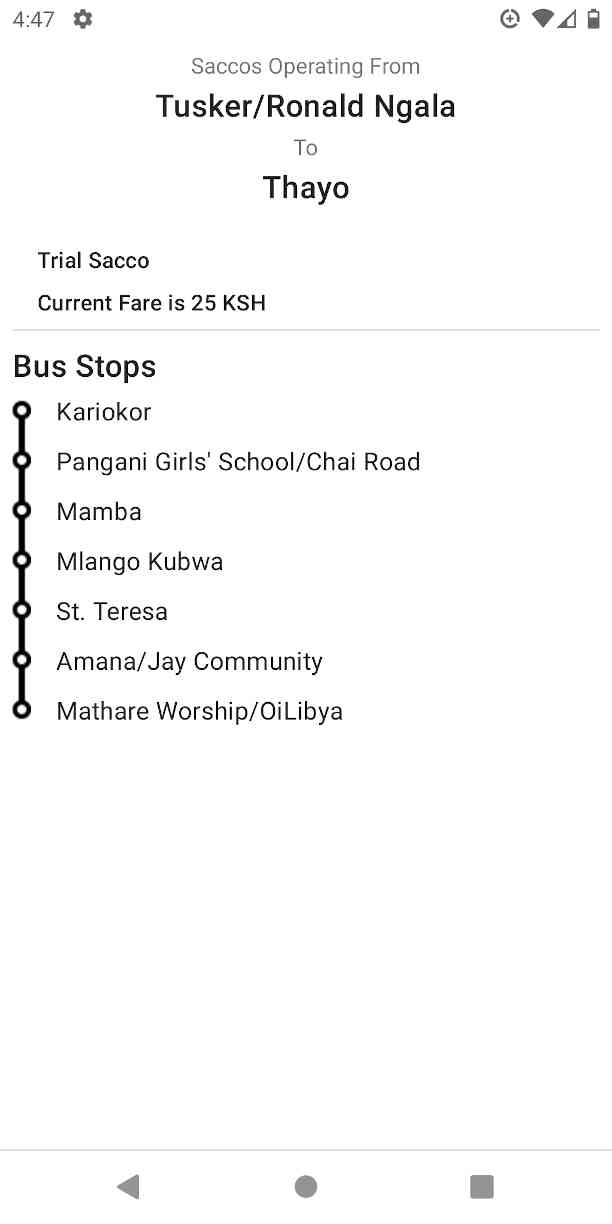 4:47
Saccos Operating From
Tusker/Ronald Ngala
To
Thayo
Trial Sacco
Current Fare is 25 KSH
Bus Stops
Kariokor
Pangani Girls' School/Chai Road
Mamba
Mlango Kubwa
St. Teresa
Amana/Jay Community
Mathare Worship/OiLibya